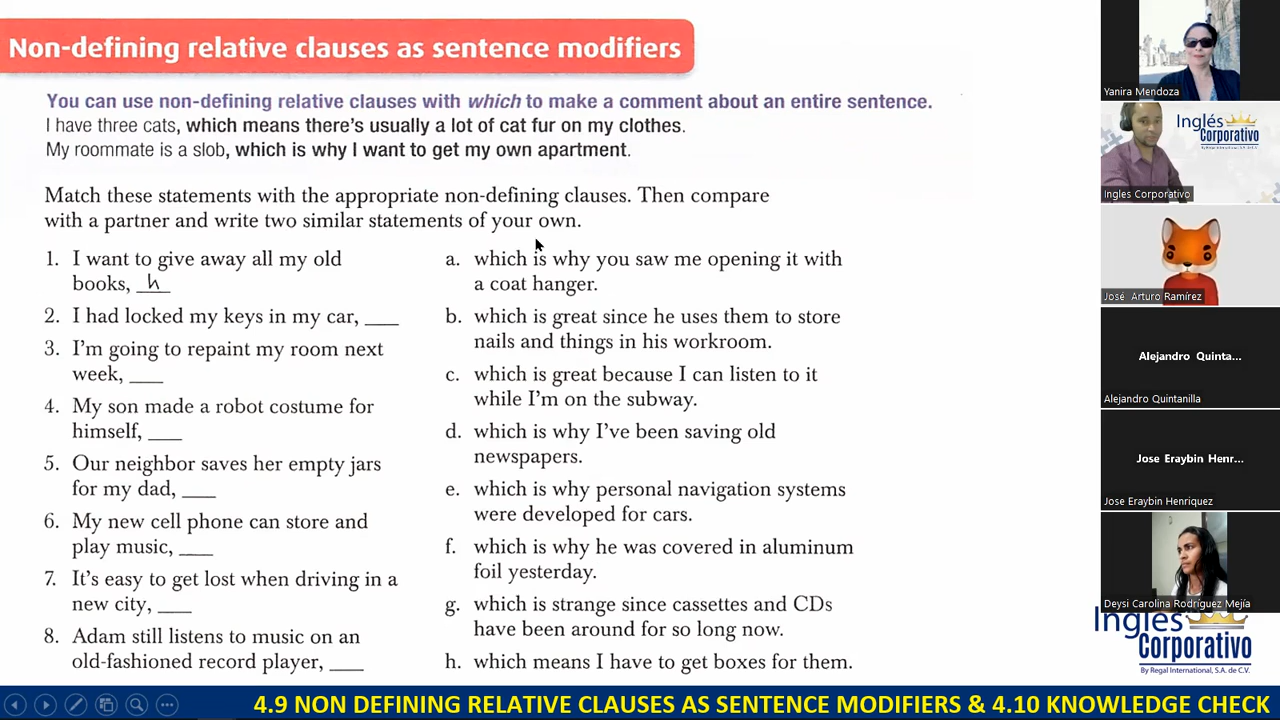 Non-defining relative clauses as sentence modifiers
You can use non-defining relative clauses with which to make a comment about an entire sentence.
I have three cats, which means there's usually a lot of cat fur on my clothes.
My roommate is a slob, which is why I want to get my own apartment.
Match these statements with the appropriate non-defining clauses. Then compare
with a partner and write two similar statements of your own.
1. I want to give away all my old
books, h
2. I had locked my keys in my car, ___
3. I'm going to repaint my room next
week, ___
4. My son made a robot costume for
himself, ___
5. Our neighbor saves her empty jars
for my dad, ___
6. My new cell phone can store and
play music, ___
7. It's easy to get lost when driving in a
new city, ___
8. Adam still listens to music on an
old-fashioned record player, ___
a. which is why you saw me opening it with
a coat hanger.
b. which is great since he uses them to store
nails and things in his workroom.
c. which is great because I can listen to it
while I'm on the subway.
d. which is why I've been saving old
newspapers.
e. which is why personal navigation systems
were developed for cars.
f. which is why he was covered in aluminum
foil yesterday.
g. which is strange since cassettes and CDs
have been around for so long now.
h. which means I have to get boxes for them.
Yanira Mendoza
Inglés
Corporativo
By Regal International, S.A. de C.V.
Ingles Corporativo
José Arturo Ramírez
Alejandro Quinta...
Alejandro Quintanilla
Jose Eraybin Henr...
Jose Eraybin Henriquez
Deysi Carolina Rodríguez Mejía
Inglés
Corporativo
By Regal International, S.A. de C.V.
4.9 NON DEFINING RELATIVE CLAUSES AS SENTENCE MODIFIERS & 4.10 KNOWLEDGE CHECK